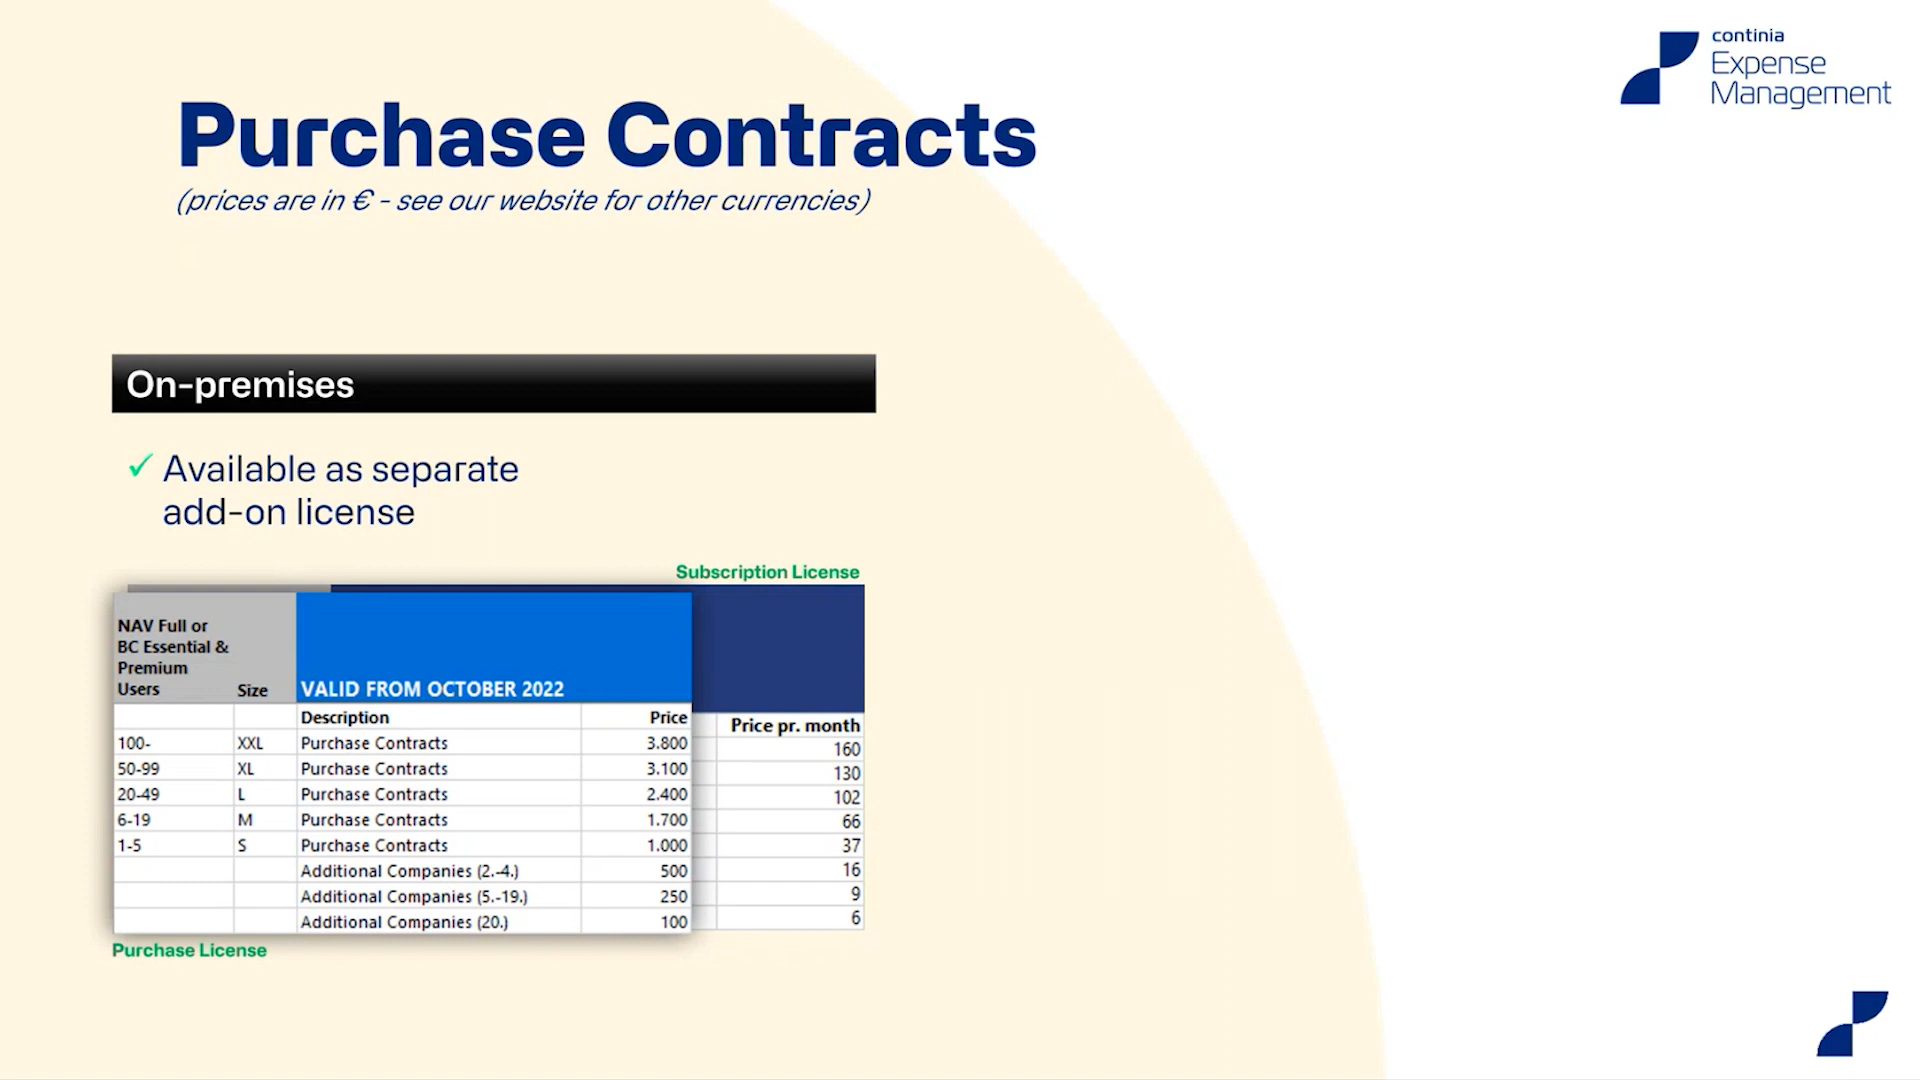 continia
Expense
Management
Purchase Contracts
(prices are in € - see our website for other currencies)
On-premises
✓ Available as separate
add-on license
Subscription License
NAV Full or
BC Essential &
Premium
Users Size VALID FROM OCTOBER 2022
Description Price
100- XXL Purchase Contracts 3.800
50-99 XL Purchase Contracts 3.100
20-49 L Purchase Contracts 2.400
6-19 M Purchase Contracts 1.700
1-5 S Purchase Contracts 1.000
Additional Companies (2.-4.) 500
Additional Companies (5.-19.) 250
Additional Companies (20.) 100
Price pr. month
160
130
102
66
37
16
9
6
Purchase License